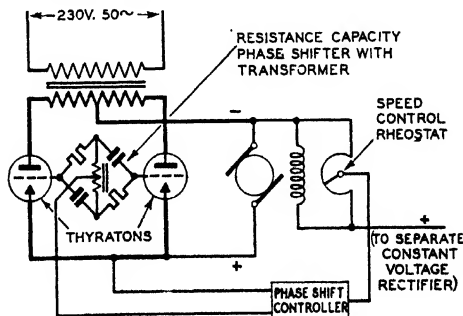 230V. 50~
RESISTANCE CAPACITY
PHASE SHIFTER WITH
TRANSFORMER
SPEED
CONTROL
RHEOSTAT
THYRATONS
−
+
+
(TO SEPARATE
CONSTANT
VOLTAGE
RECTIFIER)
PHASE SHIFT
CONTROLLER